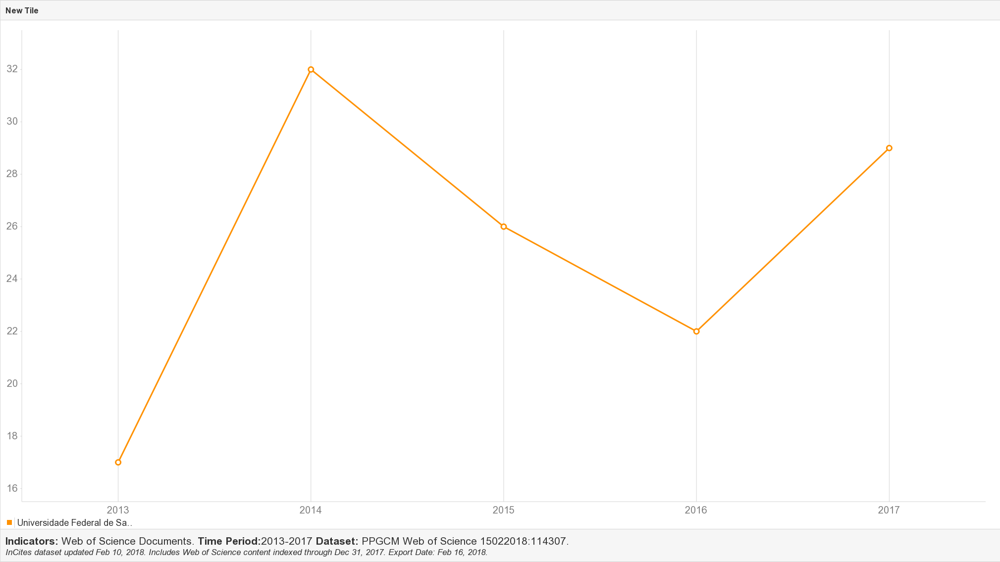 New Tile
32
30
28
26
24
22
20
18
16
2013 2014 2015 2016 2017
Universidade Federal de Sa..
Indicators: Web of Science Documents. Time Period:2013-2017 Dataset: PPGCM Web of Science 15022018:114307.
InCites dataset updated Feb 10, 2018. Includes Web of Science content indexed through Dec 31, 2017. Export Date: Feb 16, 2018.